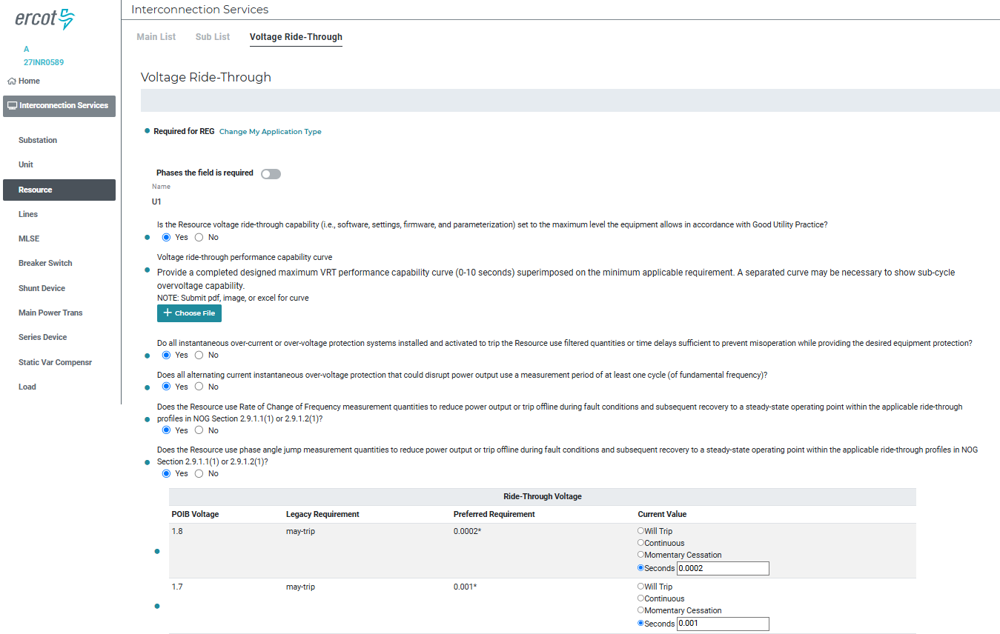 ercot
Interconnection Services
Main List Sub List Voltage Ride-Through
A
27INR0589
Home
Interconnection Services
Substation
Unit
Resource
Lines
MLSE
Breaker Switch
Shunt Device
Main Power Trans
Series Device
Static Var Compensr
Load
Voltage Ride-Through
Required for REG Change My Application Type
Phases the field is required
Name
U1
Is the Resource voltage ride-through capability (i.e., software, settings, firmware, and parameterization) set to the maximum level the equipment allows in accordance with Good Utility Practice?
Yes No
Voltage ride-through performance capability curve
Provide a completed designed maximum VRT performance capability curve (0-10 seconds) superimposed on the minimum applicable requirement. A separated curve may be necessary to show sub-cycle
overvoltage capability.
NOTE: Submit pdf, image, or excel for curve
+ Choose File
Do all instantaneous over-current or over-voltage protection systems installed and activated to trip the Resource use filtered quantities or time delays sufficient to prevent misoperation while providing the desired equipment protection?
Yes No
Does all alternating current instantaneous over-voltage protection that could disrupt power output use a measurement period of at least one cycle (of fundamental frequency)?
Yes No
Does the Resource use Rate of Change of Frequency measurement quantities to reduce power output or trip offline during fault conditions and subsequent recovery to a steady-state operating point within the applicable ride-through
profiles in NOG Section 2.9.1.1(1) or 2.9.1.2(1)?
Yes No
Does the Resource use phase angle jump measurement quantities to reduce power output or trip offline during fault conditions and subsequent recovery to a steady-state operating point within the applicable ride-through profiles in NOG
Section 2.9.1.1(1) or 2.9.1.2(1)?
Yes No
Ride-Through Voltage
POIB Voltage Legacy Requirement Preferred Requirement Current Value
1.8 may-trip 0.0002* Will Trip
Continuous
Momentary Cessation
Seconds 0.0002
1.7 may-trip 0.001* Will Trip
Continuous
Momentary Cessation
Seconds 0.001